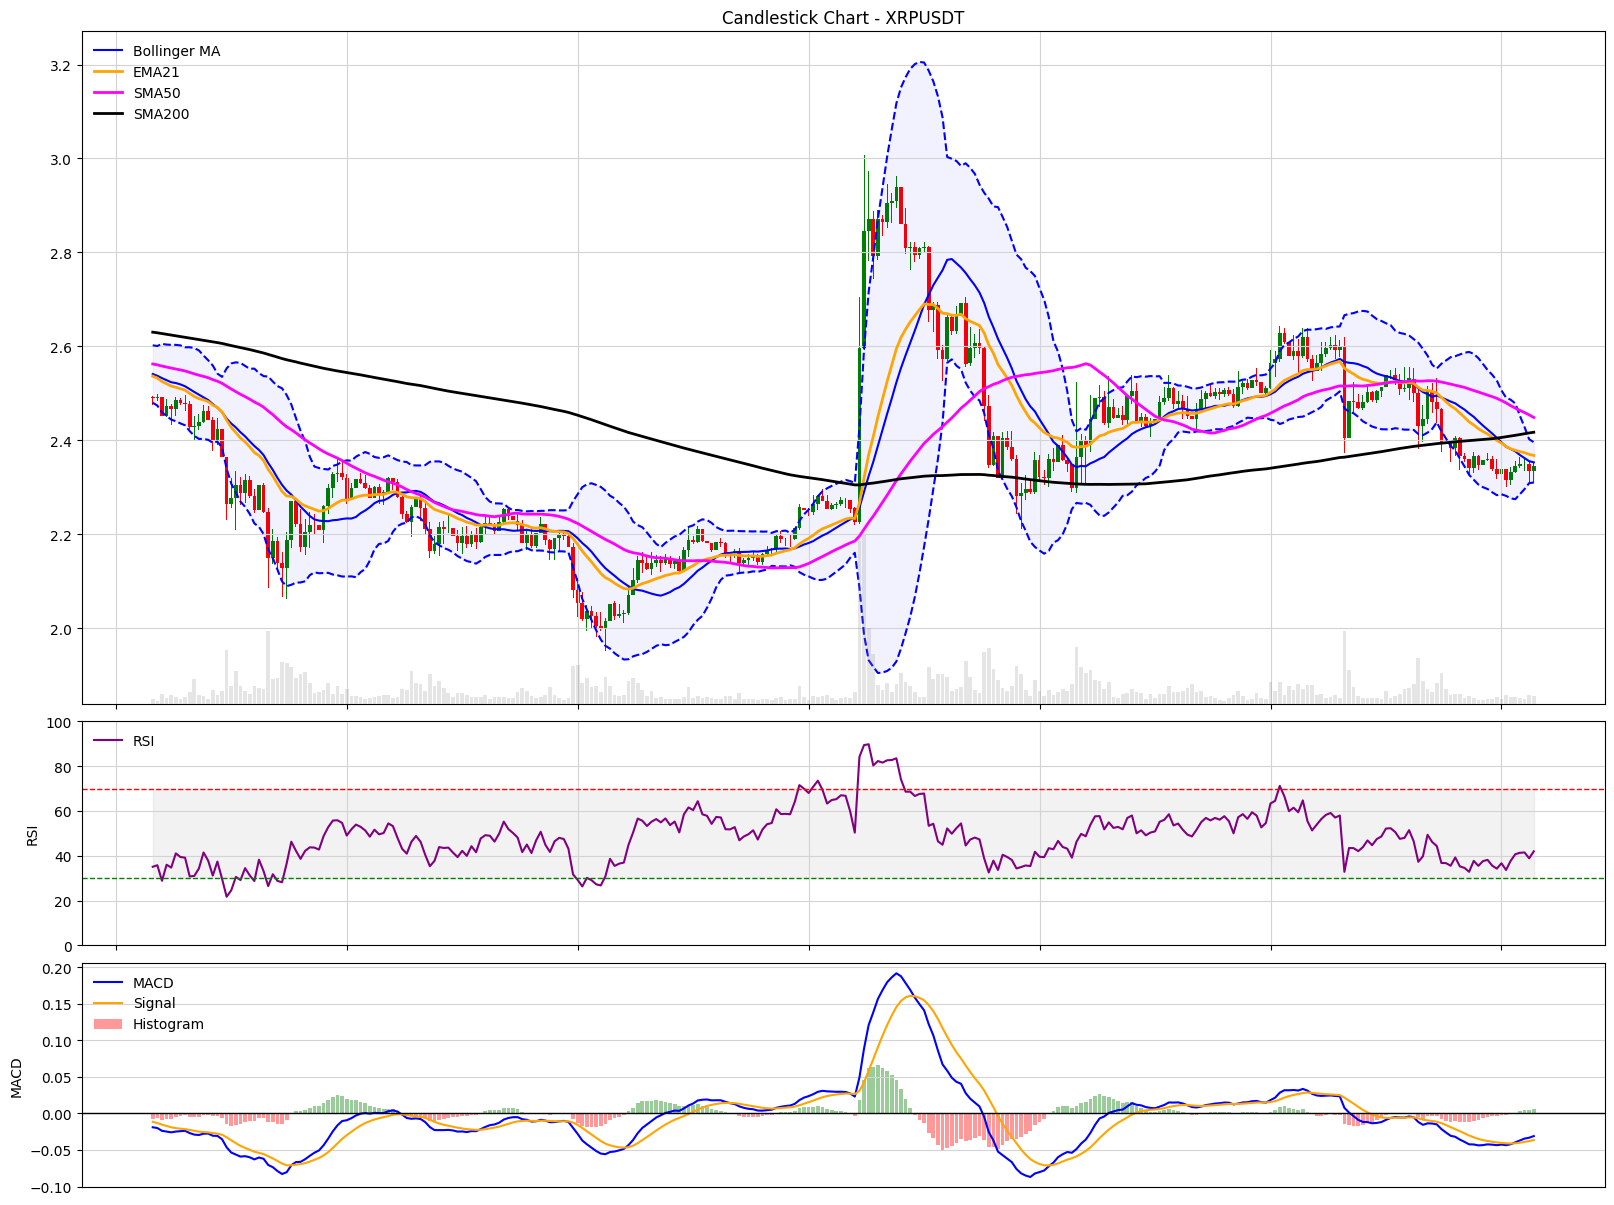 Candlestick Chart - XRPUSDT
Bollinger MA
EMA21
SMA50
SMA200
3.2
3.0
2.8
2.6
2.4
2.2
2.0
RSI
RSI
100
80
60
40
20
0
MACD
Signal
Histogram
MACD
0.20
0.15
0.10
0.05
0.00
−0.05
−0.10